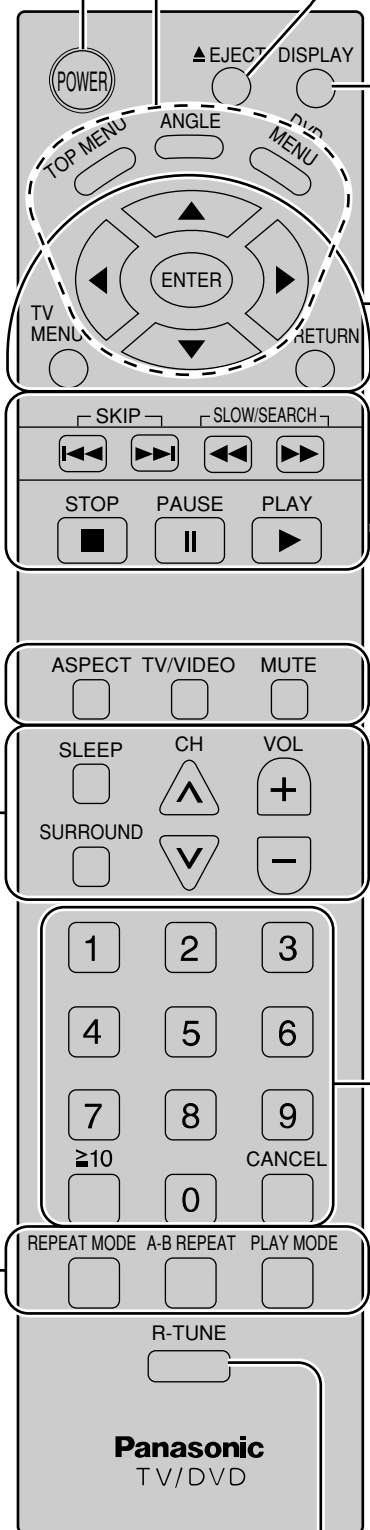 POWER
▲EJECT DISPLAY
TOP MENU
ANGLE
DVD
MENU
ENTER
TV
MENU
RETURN
SKIP SLOW/SEARCH
STOP PAUSE PLAY
ASPECT TV/VIDEO MUTE
SLEEP CH VOL
+
SURROUND
−
1 2 3
4 5 6
7 8 9
≧10 CANCEL
0
REPEAT MODE A-B REPEAT PLAY MODE
R-TUNE
Panasonic
TV/DVD